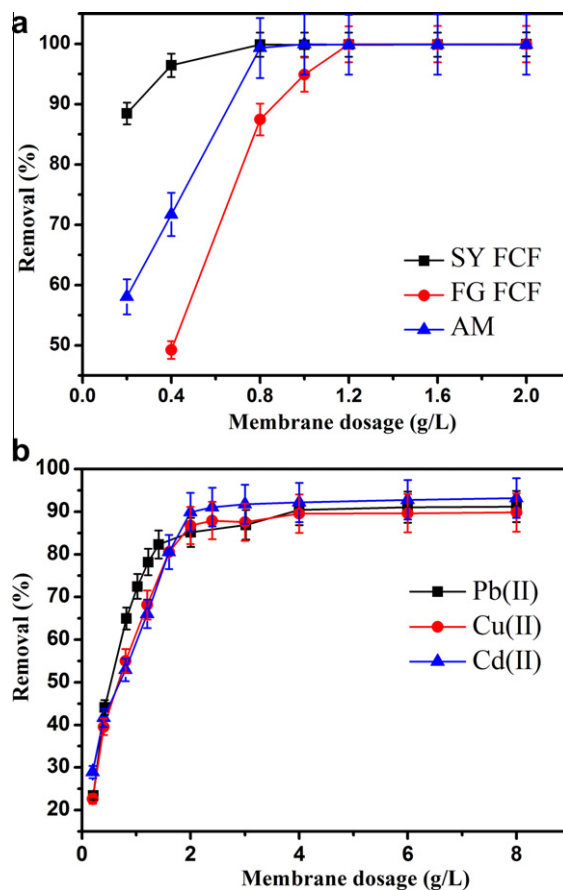 a
100
90
80
70
60
50
Removal (%)
SY FCF
FG FCF
AM
0.0 0.4 0.8 1.2 1.6 2.0
Membrane dosage (g/L)
b
100
90
80
70
60
50
40
30
20
Removal (%)
Pb(II)
Cu(II)
Cd(II)
0 2 4 6 8
Membrane dosage (g/L)